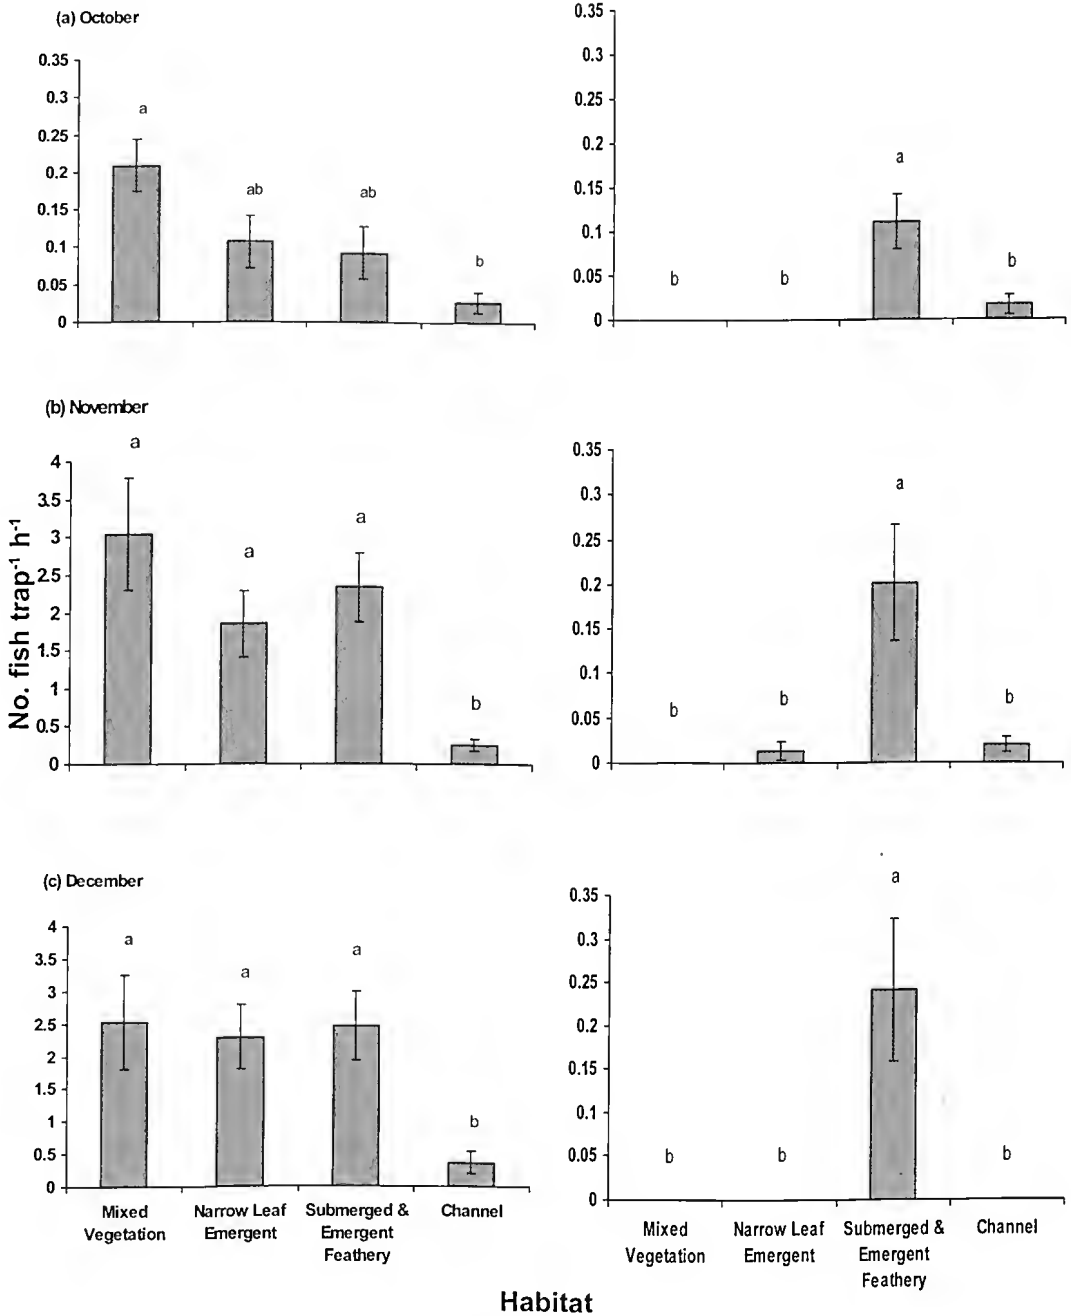 (a) October
0.35
0.3
0.25
0.2
0.15
0.1
0.05
0
a
ab
ab
b
0.35
0.3
0.25
0.2
0.15
0.1
0.05
0
b
b
a
b
(b) November
4
3.5
3
2.5
2
1.5
1
0.5
0
a
a
a
b
0.35
0.3
0.25
0.2
0.15
0.1
0.05
0
b
b
a
b
No. fish trap⁻¹ h⁻¹
(c) December
4
3.5
3
2.5
2
1.5
1
0.5
0
a
a
a
b
Mixed
Vegetation
Narrow Leaf
Emergent
Submerged &
Emergent
Feathery
Channel
0.35
0.3
0.25
0.2
0.15
0.1
0.05
0
b
b
a
b
Mixed
Vegetation
Narrow Leaf
Emergent
Submerged &
Emergent
Feathery
Channel
Habitat